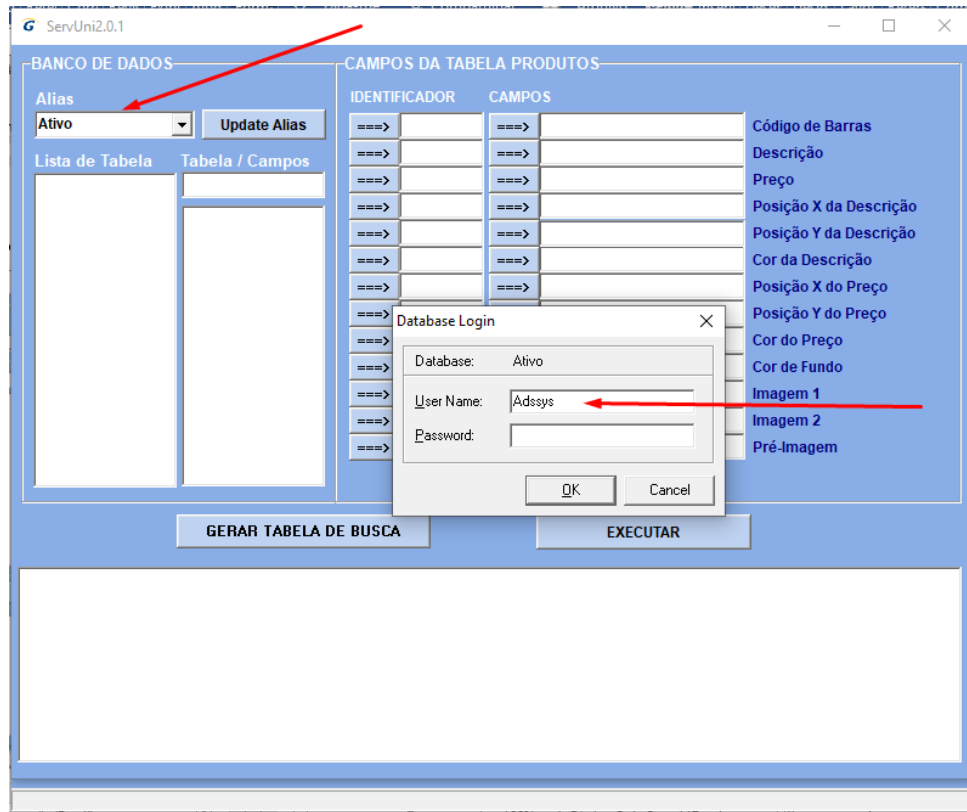 G ServUni2.0.1
BANCO DE DADOS
Alias
Ativo
Update Alias
Lista de Tabela
Tabela / Campos
CAMPOS DA TABELA PRODUTOS
IDENTIFICADOR CAMPOS
===> ===> Código de Barras
===> ===> Descrição
===> ===> Preço
===> ===> Posição X da Descrição
===> ===> Posição Y da Descrição
===> ===> Cor da Descrição
===> ===> Posição X do Preço
===> Posição Y do Preço
===> Cor do Preço
===> Cor de Fundo
===> Imagem 1
===> Imagem 2
===> Pré-Imagem
Database Login
Database: Ativo
User Name: Adssys
Password:
OK Cancel
GERAR TABELA DE BUSCA
EXECUTAR